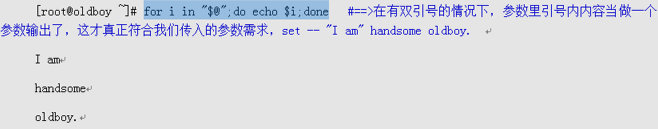 [root@oldboy ~]# for i in "$@";do echo $i;done   #==>在有双引号的情况下，参数里引号内内容当做一个
参数输出了，这才真正符合我们传入的参数需求，set -- "I am" handsome oldboy.
I am↵
handsome↵
oldboy.↵